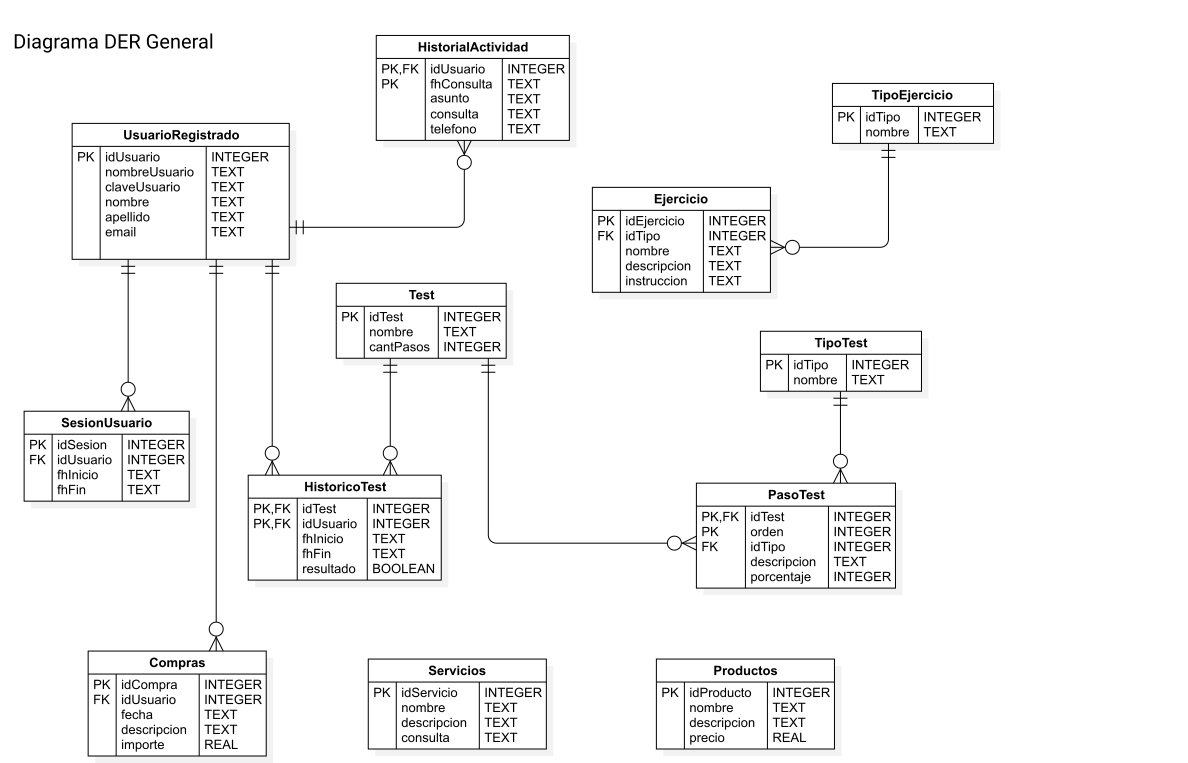 Diagrama DER General
HistorialActividad
PK,FK idUsuario INTEGER
PK fhConsulta TEXT
asunto TEXT
consulta TEXT
telefono TEXT
TipoEjercicio
PK idTipo INTEGER
nombre TEXT
UsuarioRegistrado
PK idUsuario INTEGER
nombreUsuario TEXT
claveUsuario TEXT
nombre TEXT
apellido TEXT
email TEXT
Ejercicio
PK idEjercicio INTEGER
FK idTipo INTEGER
nombre TEXT
descripcion TEXT
instruccion TEXT
Test
PK idTest INTEGER
nombre TEXT
cantPasos INTEGER
TipoTest
PK idTipo INTEGER
nombre TEXT
SesionUsuario
PK idSesion INTEGER
FK idUsuario INTEGER
fhInicio TEXT
fhFin TEXT
HistoricoTest
PK,FK idTest INTEGER
PK,FK idUsuario INTEGER
fhInicio TEXT
fhFin TEXT
resultado BOOLEAN
PasoTest
PK,FK idTest INTEGER
PK orden INTEGER
FK idTipo INTEGER
descripcion TEXT
porcentaje INTEGER
Compras
PK idCompra INTEGER
FK idUsuario INTEGER
fecha TEXT
descripcion TEXT
importe REAL
Servicios
PK idServicio INTEGER
nombre TEXT
descripcion TEXT
consulta TEXT
Productos
PK idProducto INTEGER
nombre TEXT
descripcion TEXT
precio REAL